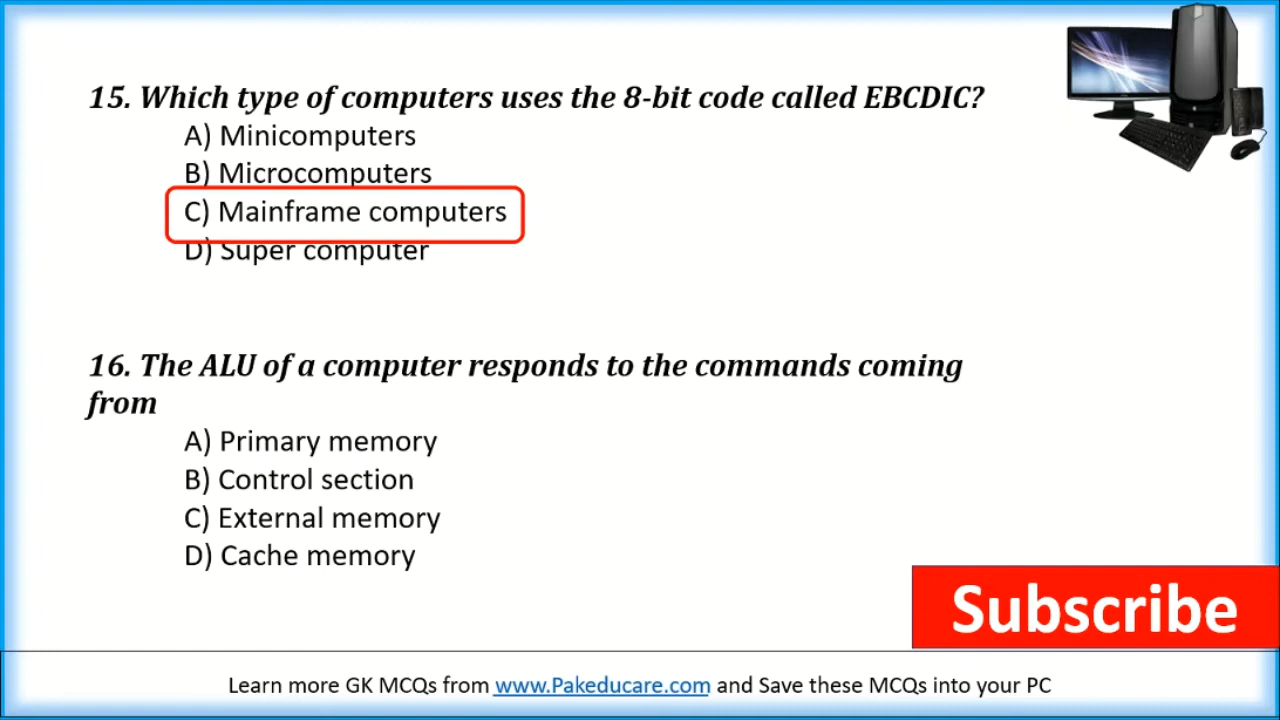 15. Which type of computers uses the 8-bit code called EBCDIC?
A) Minicomputers
B) Microcomputers
C) Mainframe computers
D) Super computer
16. The ALU of a computer responds to the commands coming
from
A) Primary memory
B) Control section
C) External memory
D) Cache memory
Subscribe
Learn more GK MCQs from www.Pakeducare.com and Save these MCQs into your PC